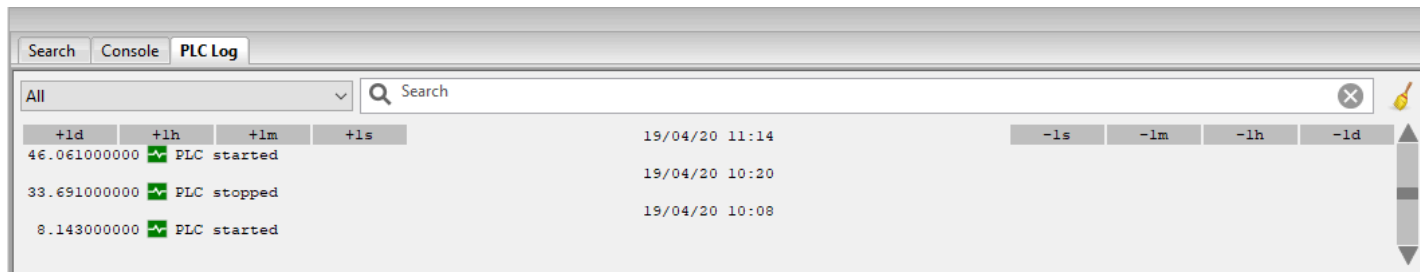 Search Console PLC Log
All Search
+1d +1h +1m +1s 19/04/20 11:14 -1s -1m -1h -1d
46.061000000 PLC started
19/04/20 10:20
33.691000000 PLC stopped
19/04/20 10:08
8.143000000 PLC started